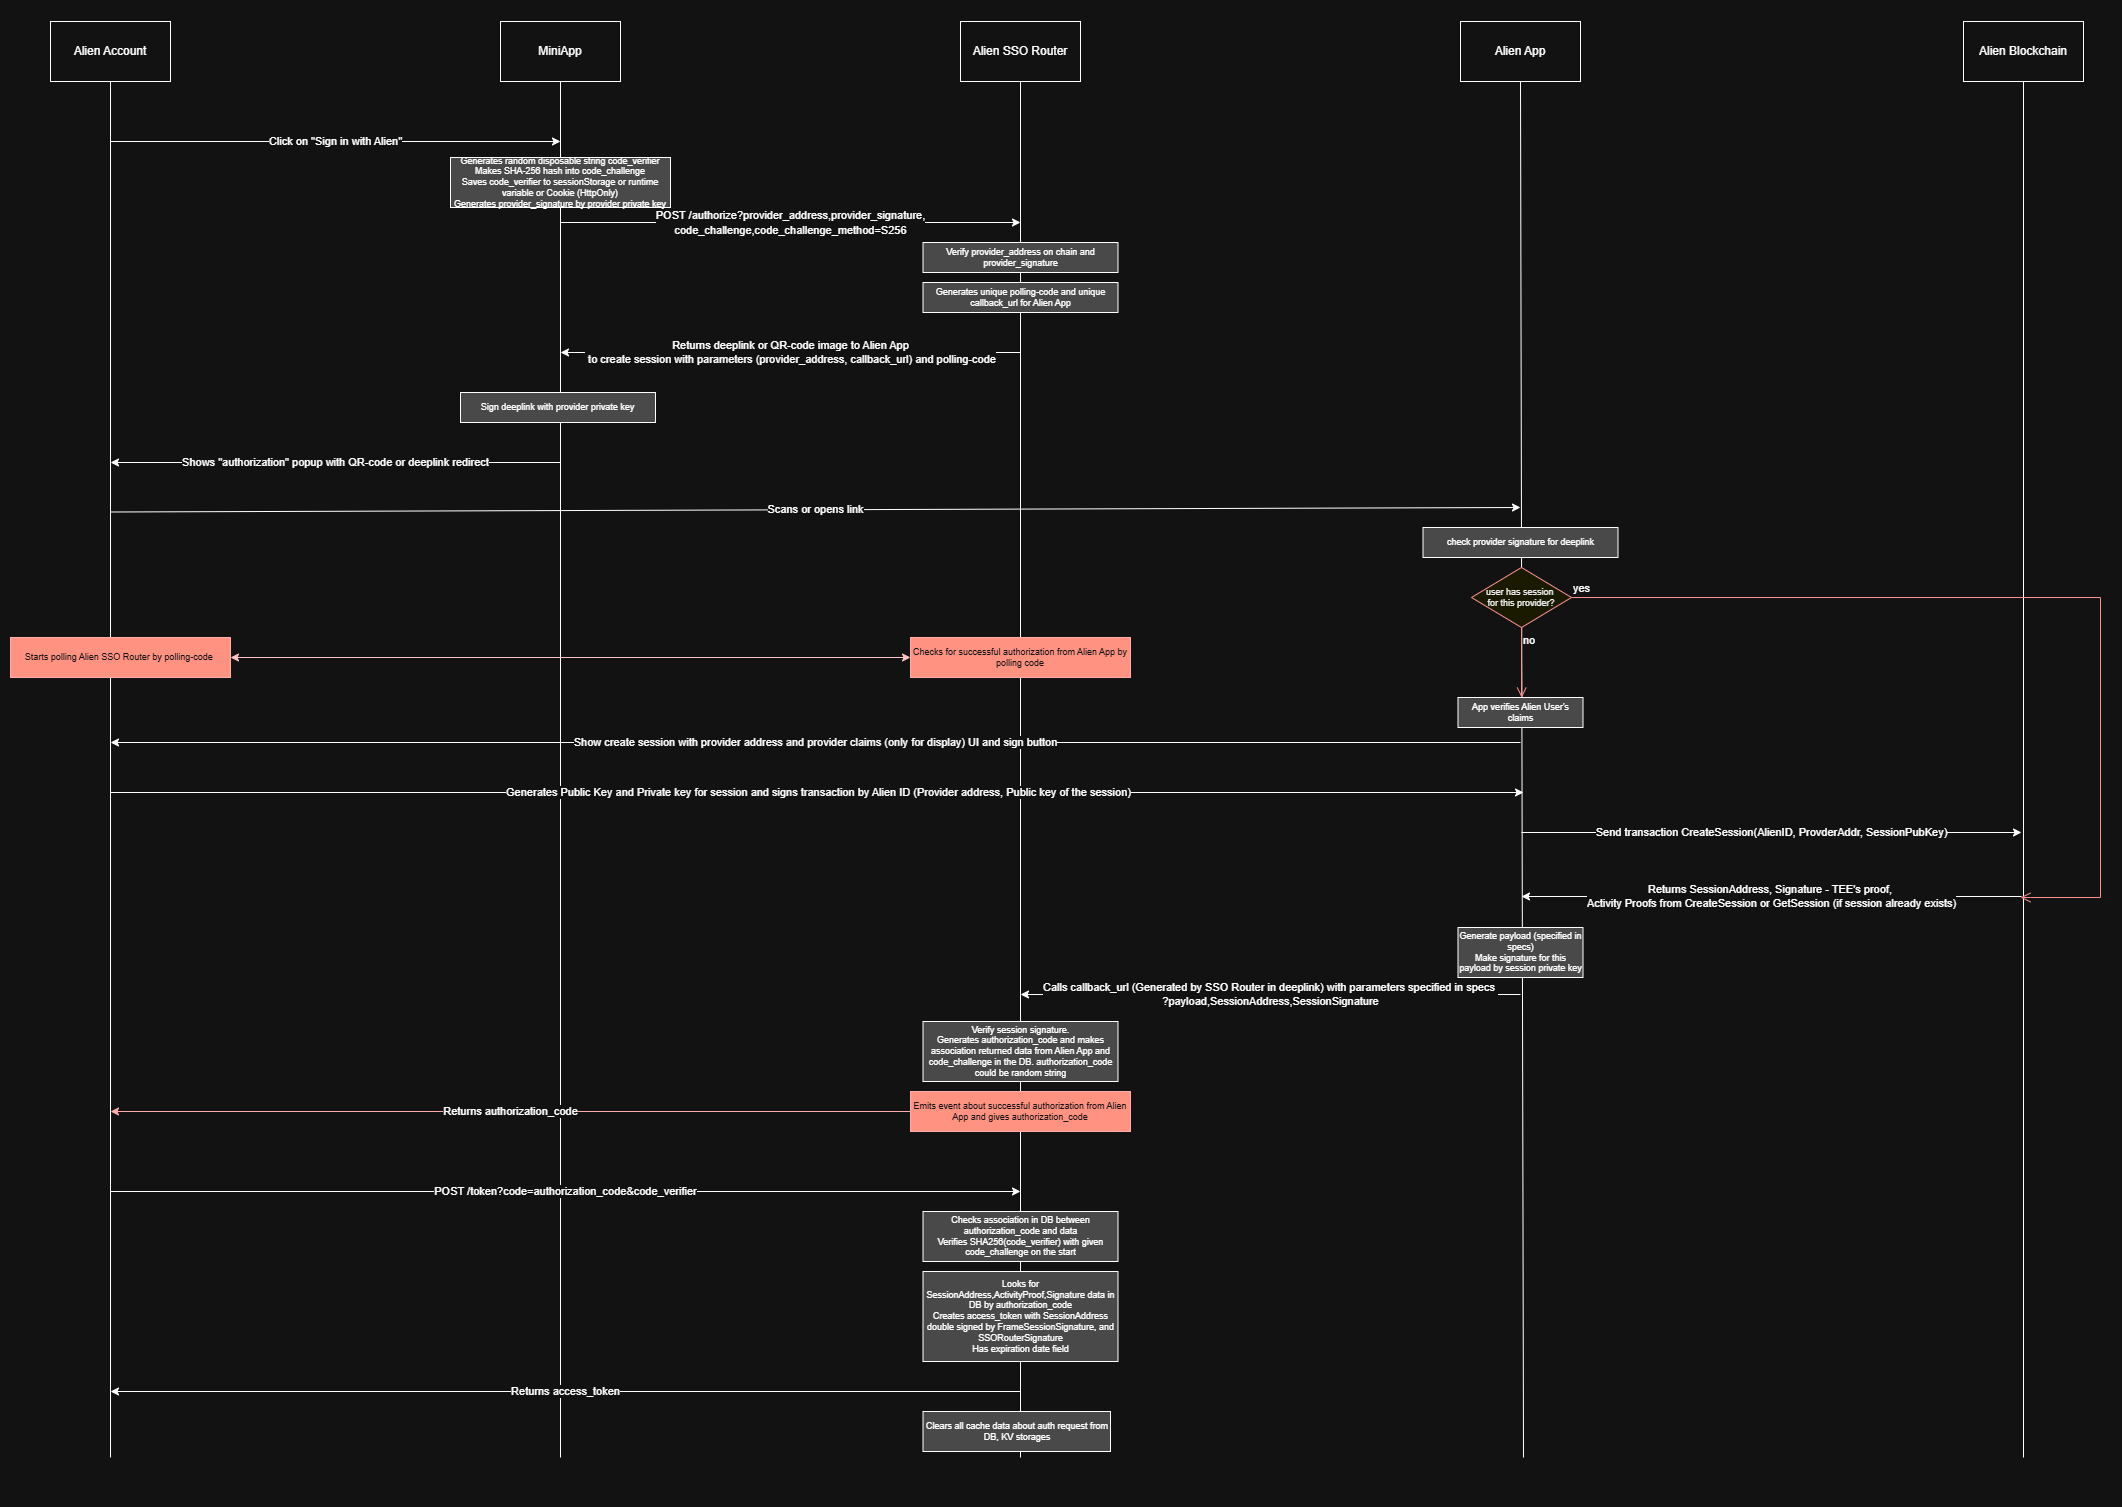 Alien Account
MiniApp
Alien SSO Router
Alien App
Alien Blockchain
Click on "Sign in with Alien"
Generates random disposable string code_verifier
Makes SHA-256 hash into code_challenge
Saves code_verifier to sessionStorage or runtime
variable or Cookie (HttpOnly)
Generates provider_signature by provider private key
POST /authorize?provider_address,provider_signature,
code_challenge,code_challenge_method=S256
Verify provider_address on chain and
provider_signature
Generates unique polling-code and unique
callback_url for Alien App
Returns deeplink or QR-code image to Alien App
to create session with parameters (provider_address, callback_url) and polling-code
Sign deeplink with provider private key
Shows "authorization" popup with QR-code or deeplink redirect
Scans or opens link
check provider signature for deeplink
user has session
for this provider?
yes
no
Starts polling Alien SSO Router by polling-code
Checks for successful authorization from Alien App by
polling code
App verifies Alien User's
claims
Show create session with provider address and provider claims (only for display) UI and sign button
Generates Public Key and Private key for session and signs transaction by Alien ID (Provider address, Public key of the session)
Send transaction CreateSession(AlienID, ProvderAddr, SessionPubKey)
Returns SessionAddress, Signature - TEE's proof,
Activity Proofs from CreateSession or GetSession (if session already exists)
Generate payload (specified in
specs)
Make signature for this
payload by session private key
Calls callback_url (Generated by SSO Router in deeplink) with parameters specified in specs
?payload,SessionAddress,SessionSignature
Verify session signature.
Generates authorization_code and makes
association returned data from Alien App and
code_challenge in the DB. authorization_code
could be random string
Emits event about successful authorization from Alien
App and gives authorization_code
Returns authorization_code
POST /token?code=authorization_code&code_verifier
Checks association in DB between
authorization_code and data
Verifies SHA256(code_verifier) with given
code_challenge on the start
Looks for
SessionAddress,ActivityProof,Signature data in
DB by authorization_code
Creates access_token with SessionAddress
double signed by FrameSessionSignature, and
SSORouterSignature
Has expiration date field
Returns access_token
Clears all cache data about auth request from
DB, KV storages